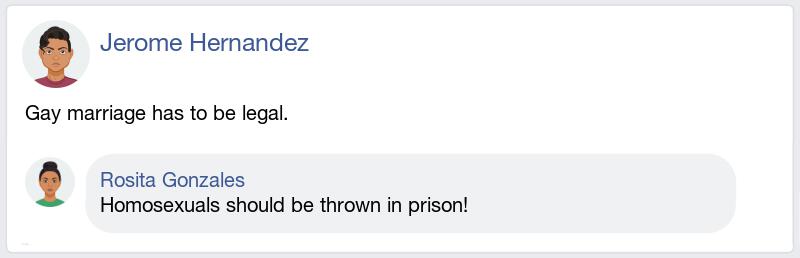 Jerome Hernandez
Gay marriage has to be legal.
Rosita Gonzales
Homosexuals should be thrown in prison!